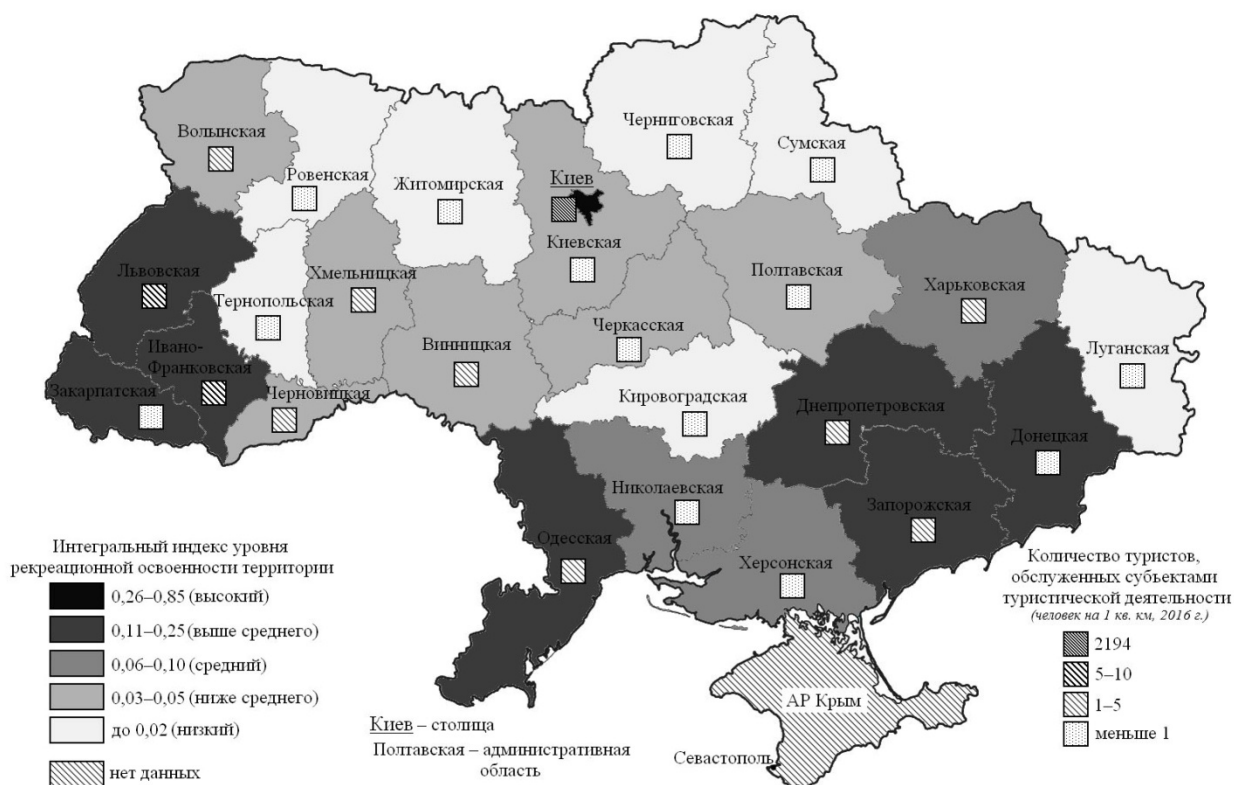 Волынская
Ровенская
Житомирская
Черниговская
Сумская
Киев
Киевская
Львовская
Тернопольская
Хмельницкая
Полтавская
Харьковская
Ивано-
Франковская
Закарпатская
Черновицкая
Винницкая
Черкасская
Луганская
Кировоградская
Днепропетровская
Донецкая
Николаевская
Запорожская
Одесская
Херсонская
АР Крым
Севастополь
Интегральный индекс уровня
рекреационной освоенности территории
0,26–0,85 (высокий)
0,11–0,25 (выше среднего)
0,06–0,10 (средний)
0,03–0,05 (ниже среднего)
до 0,02 (низкий)
нет данных
Киев – столица
Полтавская – административная
область
Количество туристов,
обслуженных субъектами
туристической деятельности
(человек на 1 кв. км, 2016 г.)
2194
5–10
1–5
меньше 1